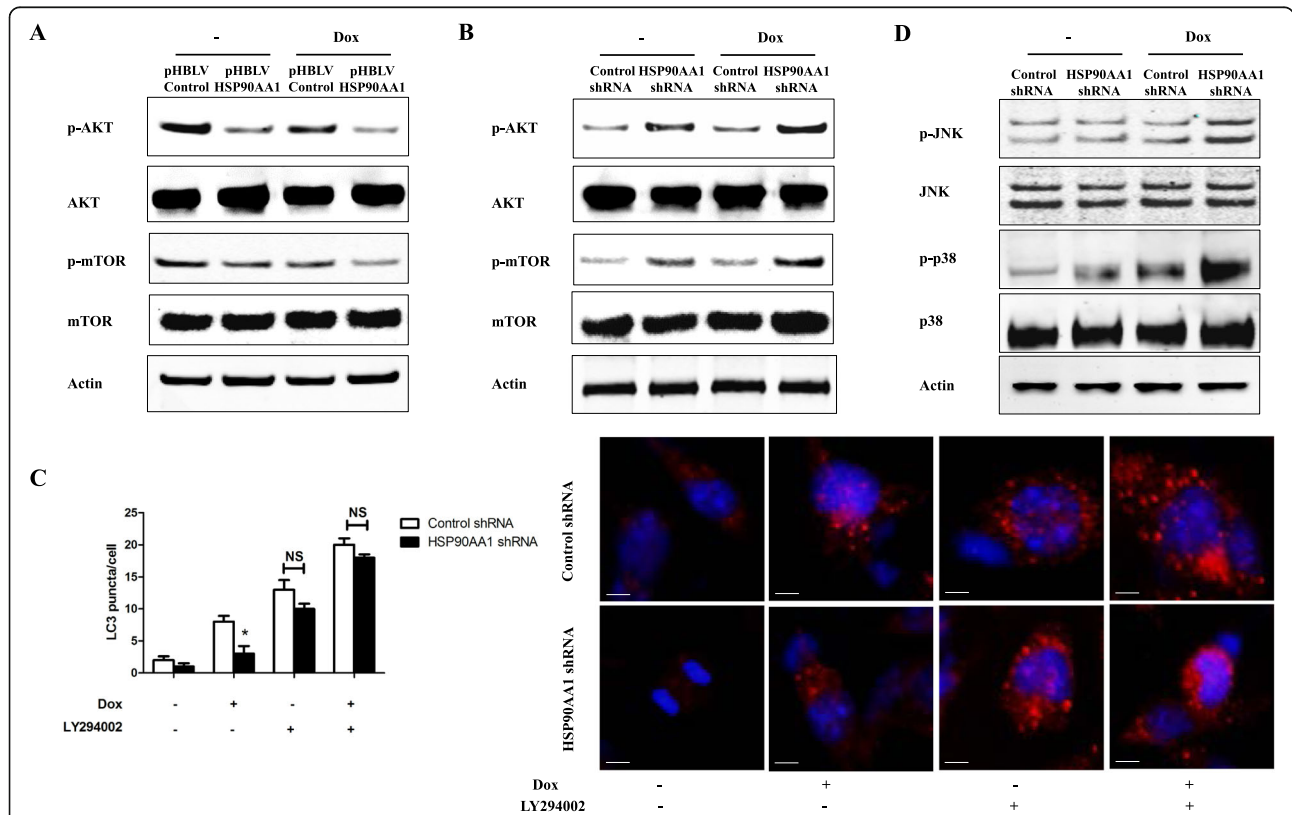 A
-
Dox
pHBLV pHBLV pHBLV pHBLV
Control HSP90AA1 Control HSP90AA1
p-AKT
AKT
p-mTOR
mTOR
Actin
B
-
Dox
Control HSP90AA1 Control HSP90AA1
shRNA shRNA shRNA shRNA
p-AKT
AKT
p-mTOR
mTOR
Actin
D
-
Dox
Control HSP90AA1 Control HSP90AA1
shRNA shRNA shRNA shRNA
p-JNK
JNK
p-p38
p38
Actin
C
LC3 puncta/cell
25
20
15
10
5
0
NS
NS
*
Control shRNA
HSP90AA1 shRNA
Dox - + - +
LY294002 - - + +
Control shRNA
HSP90AA1 shRNA
Dox - + - +
LY294002 - - + +